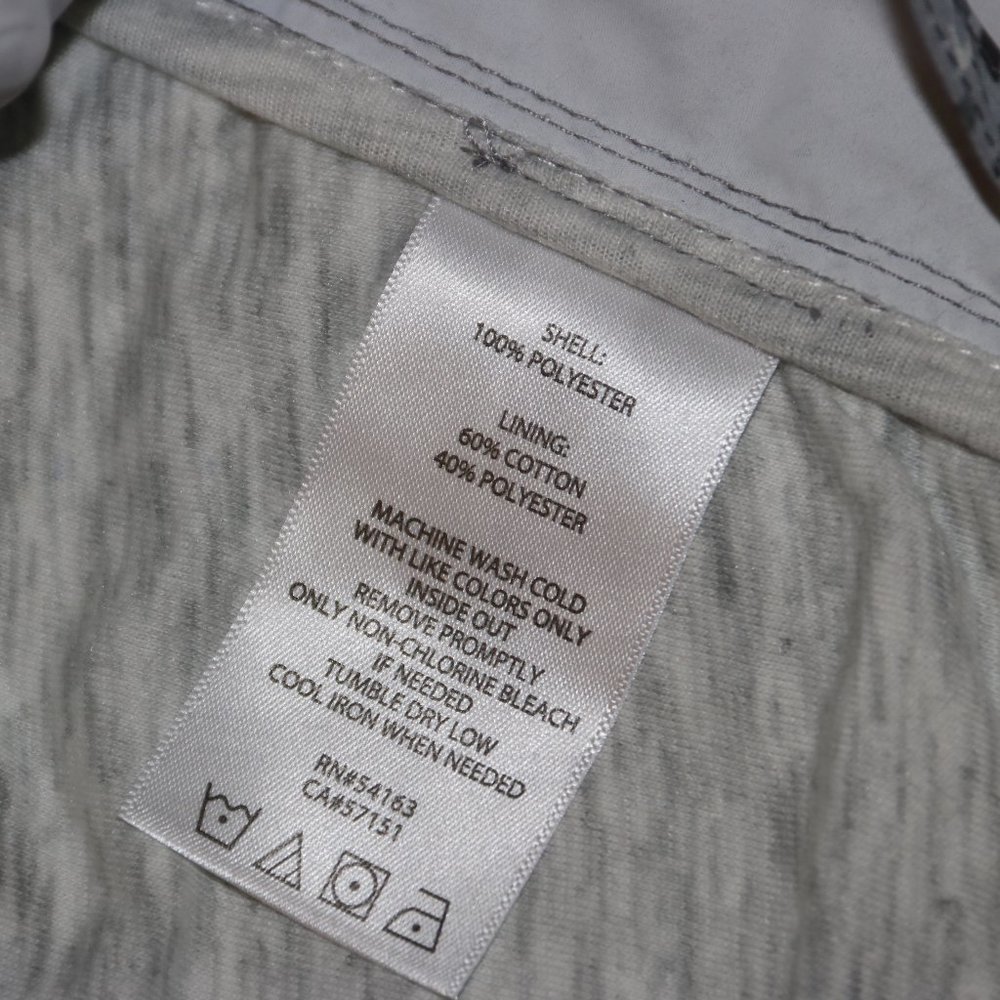 SHELL:
100% POLYESTER
LINING:
60% COTTON
40% POLYESTER
MACHINE WASH COLD
WITH LIKE COLORS ONLY
INSIDE OUT
REMOVE PROMPTLY
ONLY NON-CHLORINE BLEACH
IF NEEDED
TUMBLE DRY LOW
COOL IRON WHEN NEEDED
RN#54163
CA#57151